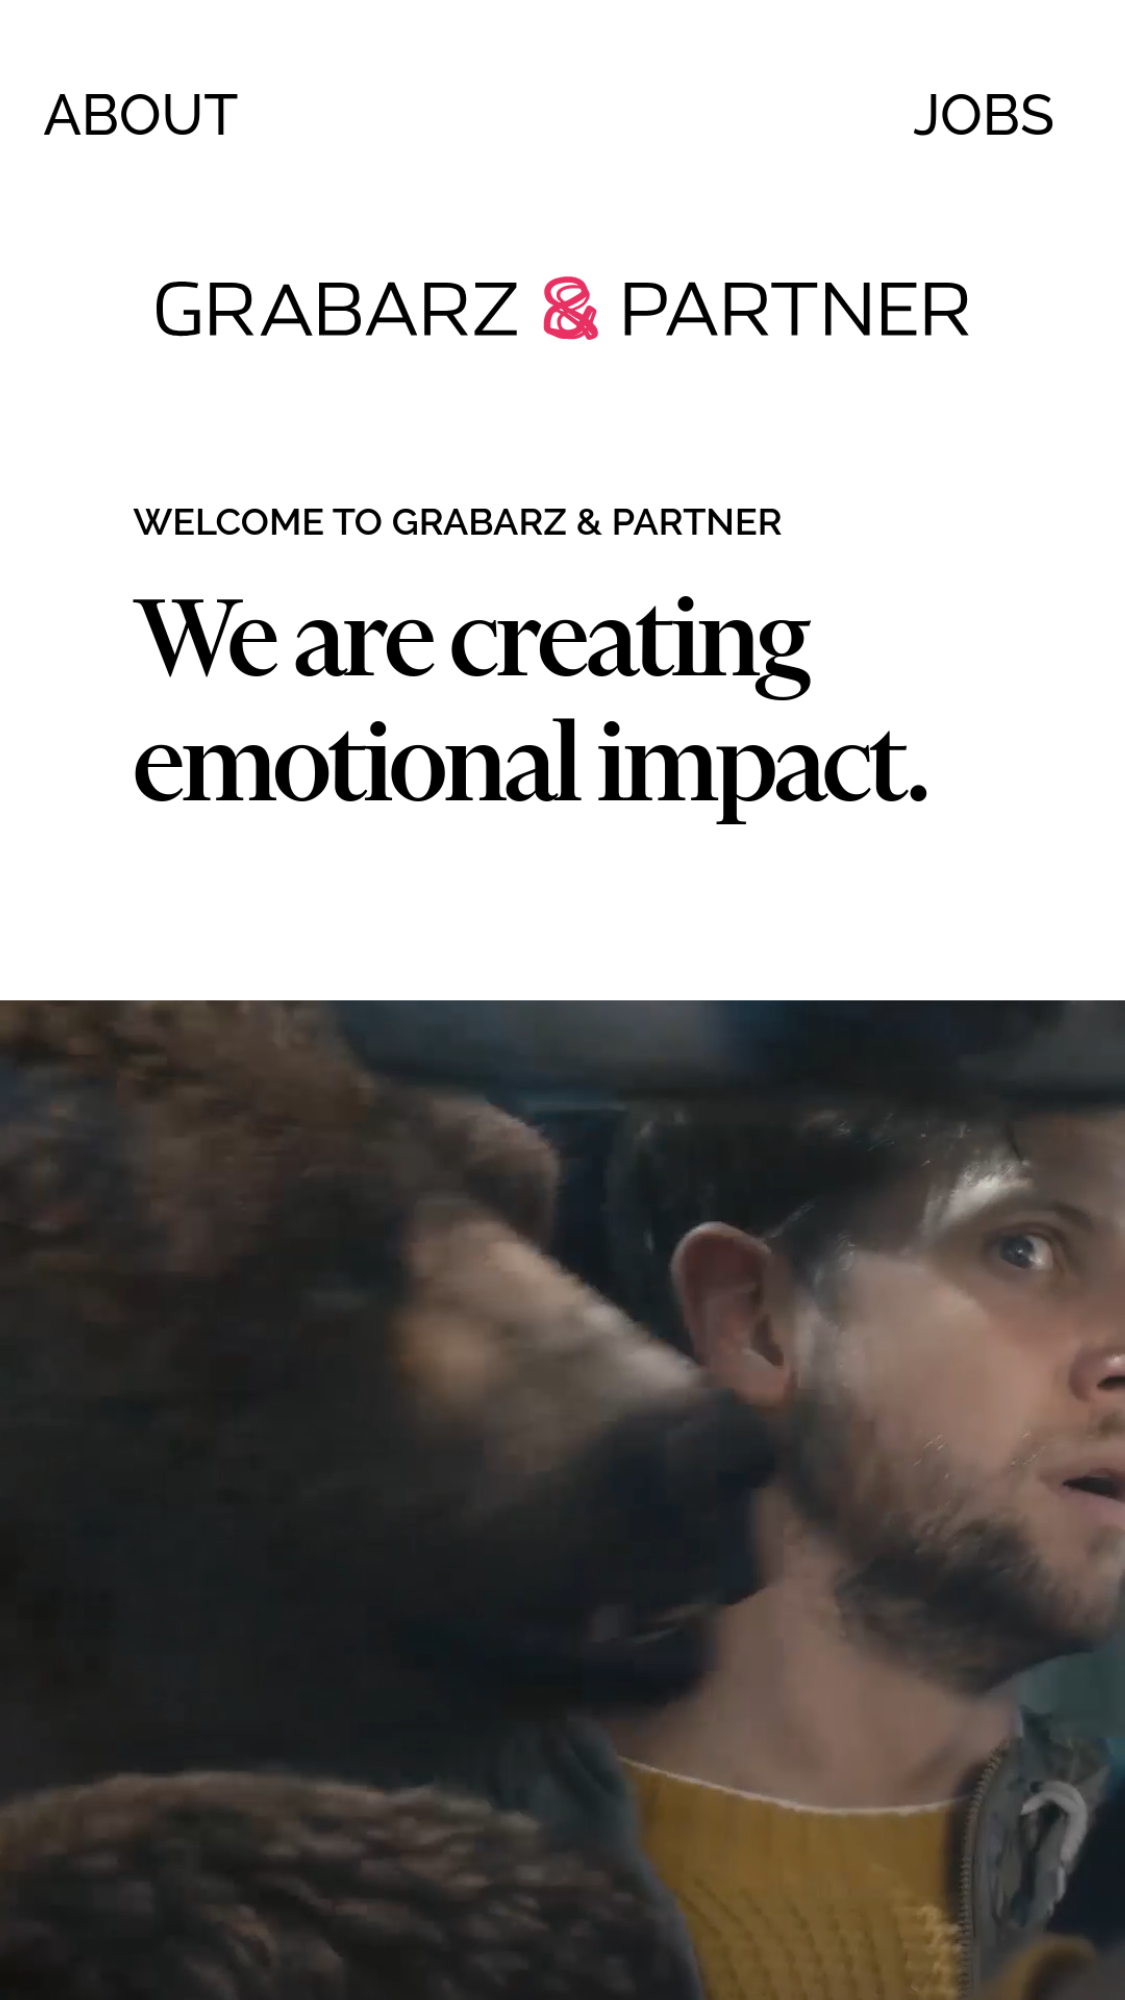 ABOUT
JOBS
GRABARZ & PARTNER
WELCOME TO GRABARZ & PARTNER
We are creating
emotional impact.